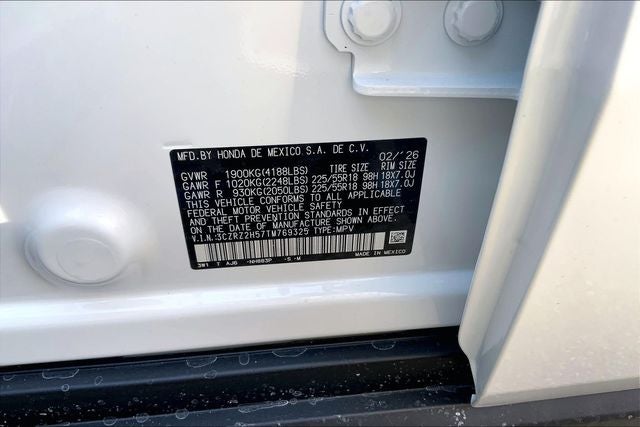 MFD.BY HONDA DE MEXICO S.A. DE C.V. 02/'26
GVWR 1900KG(4188LBS) TIRE SIZE RIM SIZE
GAWR F 1020KG(2248LBS) 225/55R18 98H 18X7.0J
GAWR R 930KG(2050LBS) 225/55R18 98H 18X7.0J
THIS VEHICLE CONFORMS TO ALL APPLICABLE
FEDERAL MOTOR VEHICLE SAFETY
AND THEFT PREVENTION STANDARDS IN EFFECT
ON THE DATE OF MANUFACTURE SHOWN ABOVE.
V.I.N.:3CZRZ2H57TM769325 TYPE:MPV
3W1 T AJ6 -NH883P -S -M MADE IN MEXICO